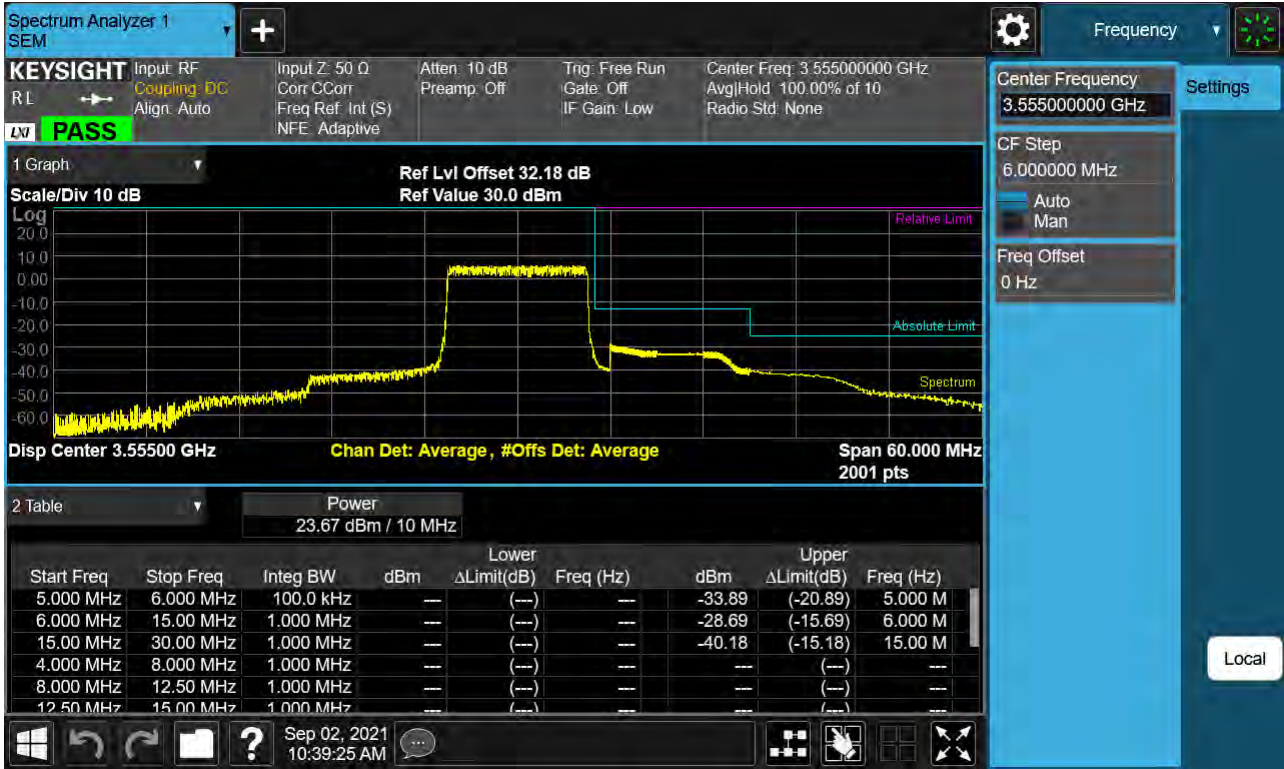 Spectrum Analyzer 1
SEM
+
Frequency
KEYSIGHT
R L
LXI
PASS
Input: RF
Coupling: DC
Align: Auto
Input Z: 50 Ω
Corr CCorr
Freq Ref: Int (S)
NFE: Adaptive
Atten: 10 dB
Preamp: Off
Trig: Free Run
Gate: Off
IF Gain: Low
Center Freq: 3.555000000 GHz
Avg|Hold: 100.00% of 10
Radio Std: None
Center Frequency
3.555000000 GHz
Settings
CF Step
6.000000 MHz
Auto
Man
Freq Offset
0 Hz
Local
1 Graph
Scale/Div 10 dB
Ref Lvl Offset 32.18 dB
Ref Value 30.0 dBm
Log
20.0
10.0
0.00
-10.0
-20.0
-30.0
-40.0
-50.0
-60.0
Relative Limit
Absolute Limit
Spectrum
Disp Center 3.55500 GHz
Chan Det: Average, #Offs Det: Average
Span 60.000 MHz
2001 pts
2 Table
Power
23.67 dBm / 10 MHz
Lower Upper
Start Freq Stop Freq Integ BW dBm ΔLimit(dB) Freq (Hz) dBm ΔLimit(dB) Freq (Hz)
5.000 MHz 6.000 MHz 100.0 kHz --- (---) --- -33.89 (-20.89) 5.000 M
6.000 MHz 15.00 MHz 1.000 MHz --- (---) --- -28.69 (-15.69) 6.000 M
15.00 MHz 30.00 MHz 1.000 MHz --- (---) --- -40.18 (-15.18) 15.00 M
4.000 MHz 8.000 MHz 1.000 MHz --- (---) --- --- (---) ---
8.000 MHz 12.50 MHz 1.000 MHz --- (---) --- --- (---) ---
12.50 MHz 15.00 MHz 1.000 MHz --- (---) --- --- (---) ---
?
Sep 02, 2021
10:39:25 AM